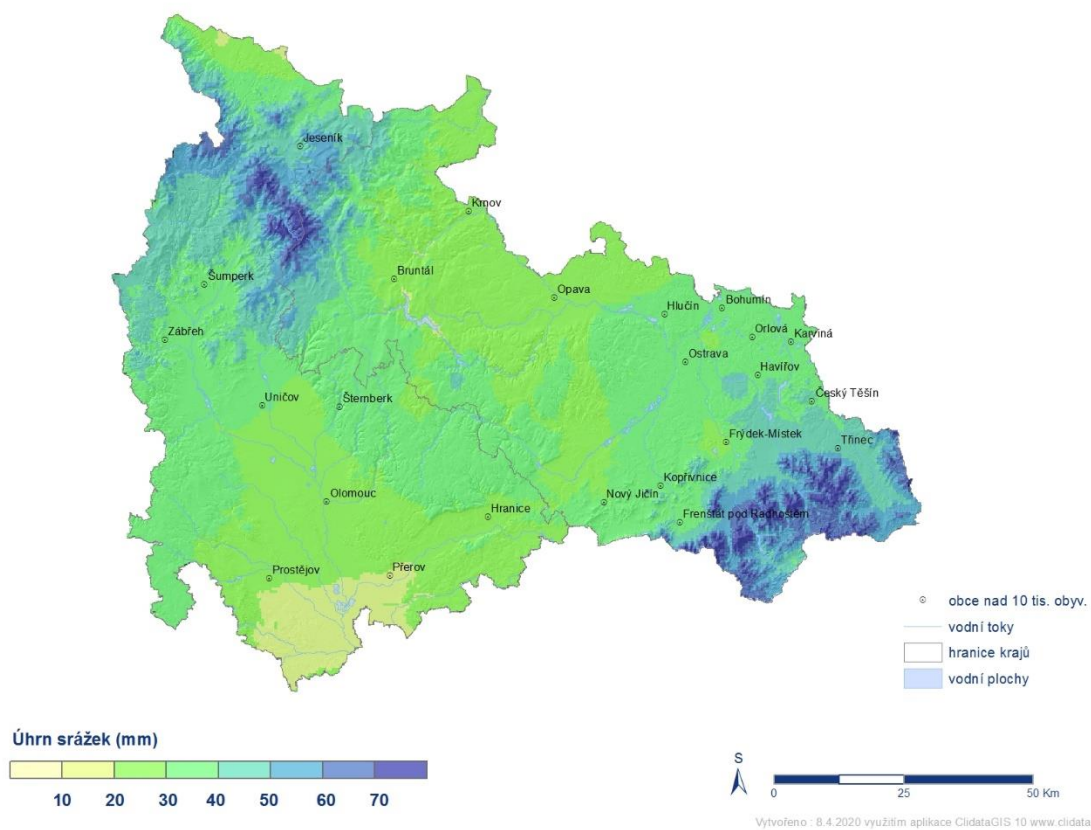 Jeseník
Krnov
Bruntál
Šumperk
Opava
Hlučín
Bohumín
Zábřeh
Orlová
Karviná
Ostrava
Havířov
Český Těšín
Uničov
Šternberk
Frýdek-Místek
Třinec
Kopřivnice
Olomouc
Nový Jičín
Hranice
Frenštát pod Radhoštěm
Přerov
Prostějov
obce nad 10 tis. obyv.
vodní toky
hranice krajů
vodní plochy
Úhrn srážek (mm)
10 20 30 40 50 60 70
S
0 25 50 Km
Vytvořeno : 8.4.2020 využitím aplikace ClidataGIS 10 www.clidata